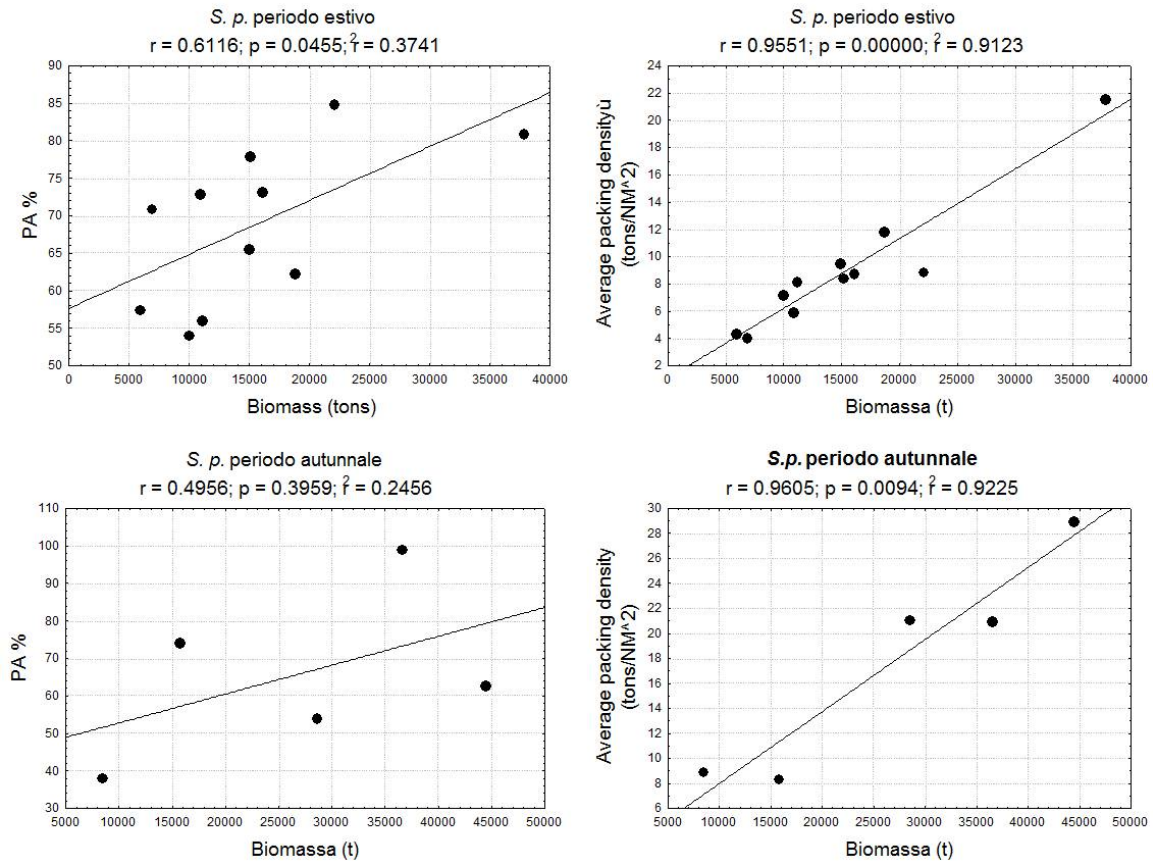 S. p. periodo estivo
r = 0.6116; p = 0.0455; r² = 0.3741
90
85
80
75
70
65
60
55
50
PA %
0 5000 10000 15000 20000 25000 30000 35000 40000
Biomass (tons)
S. p. periodo estivo
r = 0.9551; p = 0.00000; r² = 0.9123
24
22
20
18
16
14
12
10
8
6
4
2
Average packing densityù
(tons/NM^2)
0 5000 10000 15000 20000 25000 30000 35000 40000
Biomassa (t)
S. p. periodo autunnale
r = 0.4956; p = 0.3959; r² = 0.2456
110
100
90
80
70
60
50
40
30
PA %
5000 10000 15000 20000 25000 30000 35000 40000 45000 50000
Biomassa (t)
S.p. periodo autunnale
r = 0.9605; p = 0.0094; r² = 0.9225
30
28
26
24
22
20
18
16
14
12
10
8
6
Average packing density
(tons/NM^2)
5000 10000 15000 20000 25000 30000 35000 40000 45000 50000
Biomassa (t)